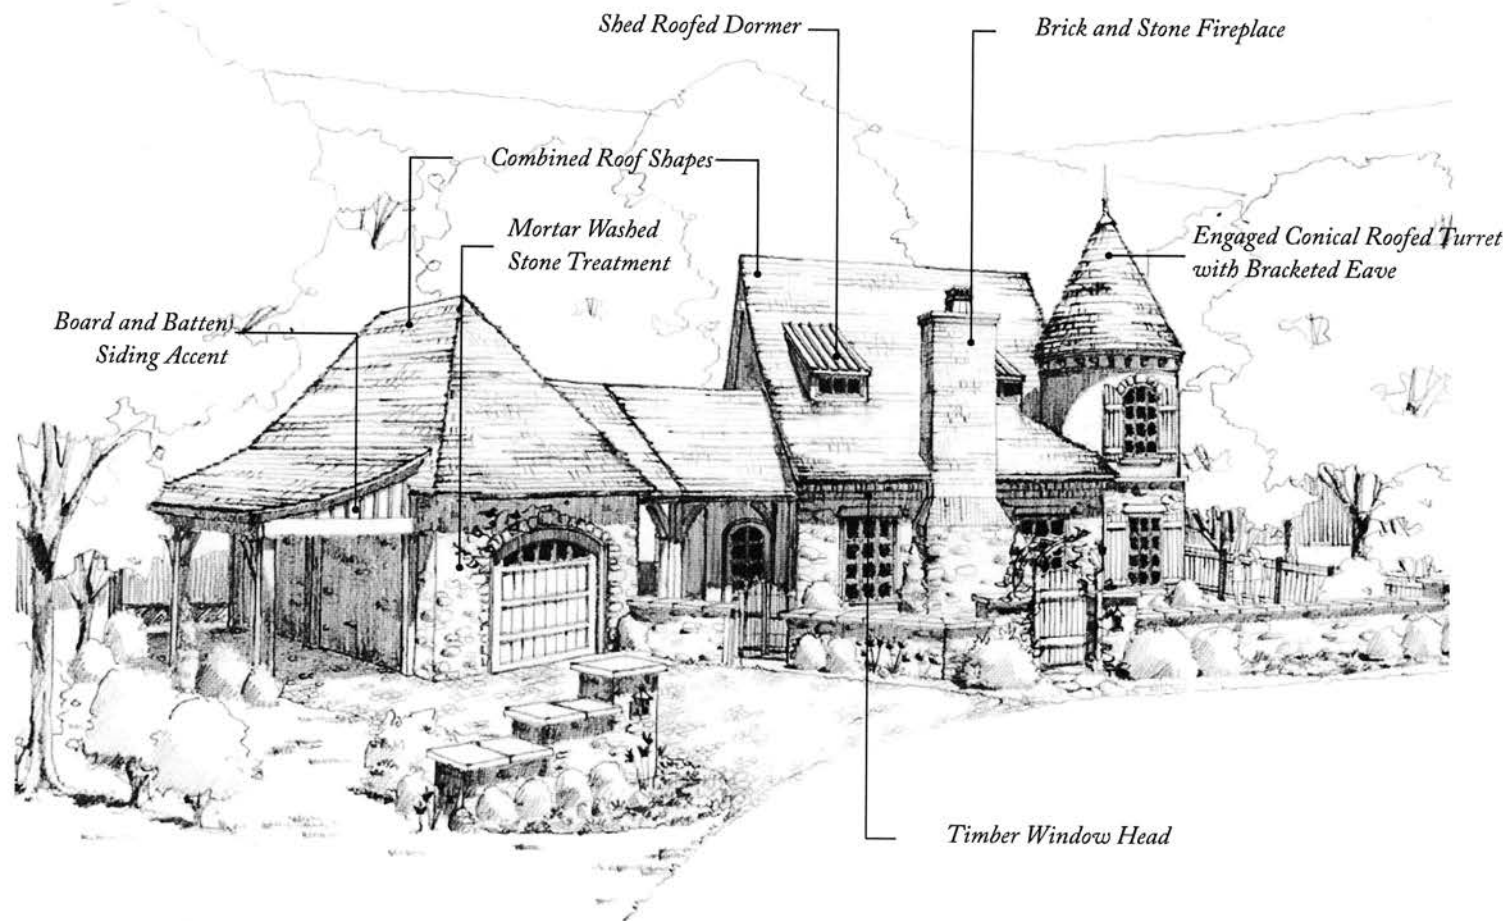 Shed Roofed Dormer
Brick and Stone Fireplace
Combined Roof Shapes
Mortar Washed
Stone Treatment
Engaged Conical Roofed Turret
with Bracketed Eave
Board and Batten
Siding Accent
Timber Window Head